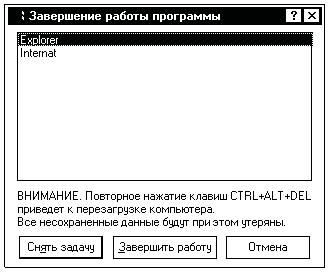 Завершение работы программы
Explorer
Internat
ВНИМАНИЕ. Повторное нажатие клавиш CTRL+ALT+DEL
приведет к перезагрузке компьютера.
Все несохраненные данные будут при этом утеряны.
Снять задачу Завершить работу Отмена